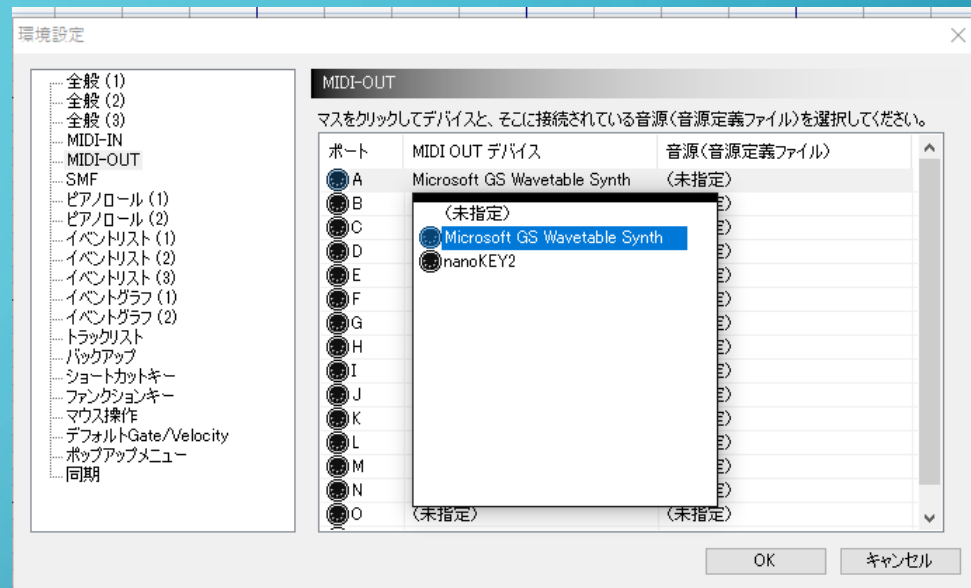 環境設定
全般 (1)
全般 (2)
全般 (3)
MIDI-IN
MIDI-OUT
SMF
ピアノロール (1)
ピアノロール (2)
イベントリスト (1)
イベントリスト (2)
イベントリスト (3)
イベントグラフ (1)
イベントグラフ (2)
トラックリスト
バックアップ
ショートカットキー
ファンクションキー
マウス操作
デフォルトGate/Velocity
ポップアップメニュー
同期
MIDI-OUT
マスをクリックしてデバイスと、そこに接続されている音源(音源定義ファイル)を選択してください。
ポート MIDI OUT デバイス 音源(音源定義ファイル)
A Microsoft GS Wavetable Synth (未指定)
B
C
D
E
F
G
H
I
J
K
L
M
N
O (未指定) (未指定)
(未指定)
Microsoft GS Wavetable Synth
nanoKEY2
OK キャンセル